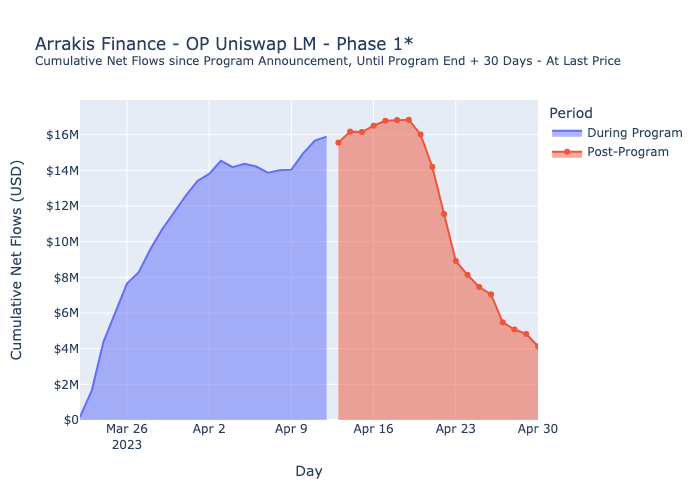 Arrakis Finance - OP Uniswap LM - Phase 1*
Cumulative Net Flows since Program Announcement, Until Program End + 30 Days - At Last Price
Period
During Program
Post-Program
Cumulative Net Flows (USD)
$16M
$14M
$12M
$10M
$8M
$6M
$4M
$2M
$0
Mar 26
2023
Apr 2
Apr 9
Apr 16
Apr 23
Apr 30
Day